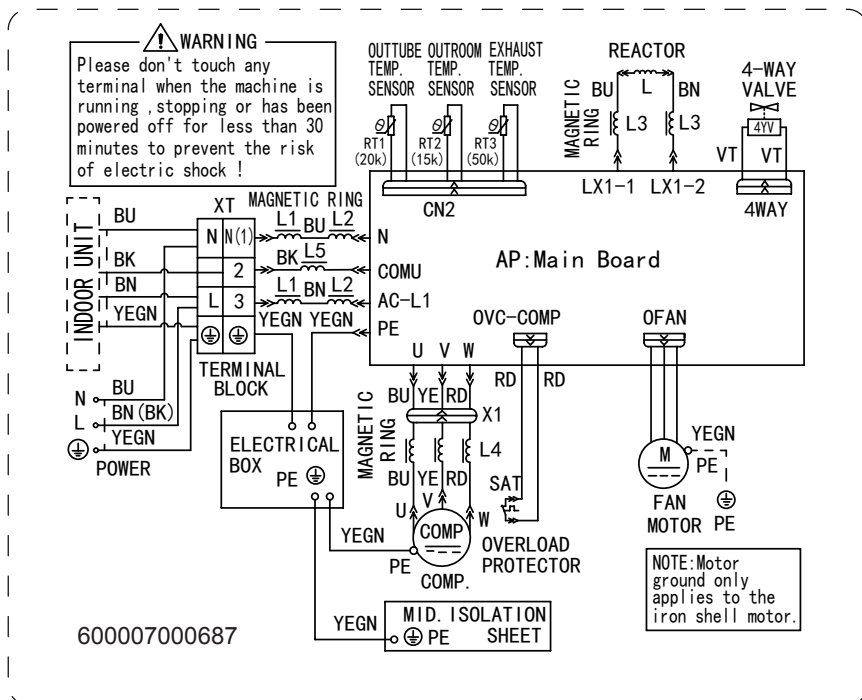 WARNING
Please don't touch any
terminal when the machine is
running ,stopping or has been
powered off for less than 30
minutes to prevent the risk
of electric shock !
OUTTUBE OUTROOM EXHAUST
TEMP. TEMP. TEMP.
SENSOR SENSOR SENSOR
θ θ θ
RT1 RT2 RT3
(20k) (15k) (50k)
REACTOR
BU L BN
MAGNETIC
RING
L3 L3
LX1-1 LX1-2
4-WAY
VALVE
4YV
VT VT
4WAY
CN2
INDOOR UNIT
BU
BK
BN
YEGN
XT
N N(1)
2
L 3
TERMINAL
BLOCK
MAGNETIC RING
L1 BU L2
BK L5
L1 BN L2
YEGN YEGN
N
COMU
AC-L1
PE
AP:Main Board
OVC-COMP
OFAN
U V W
RD RD
BU YE RD
X1
MAGNETIC
RING
L4
BU YE RD
U V W
COMP
PE
COMP.
SAT
OVERLOAD
PROTECTOR
M
YEGN
PE
FAN
MOTOR
PE
N BU
L BN(BK)
YEGN
POWER
ELECTRICAL
BOX
PE
YEGN
YEGN
MID. ISOLATION
PE SHEET
NOTE:Motor
ground only
applies to the
iron shell motor.
600007000687